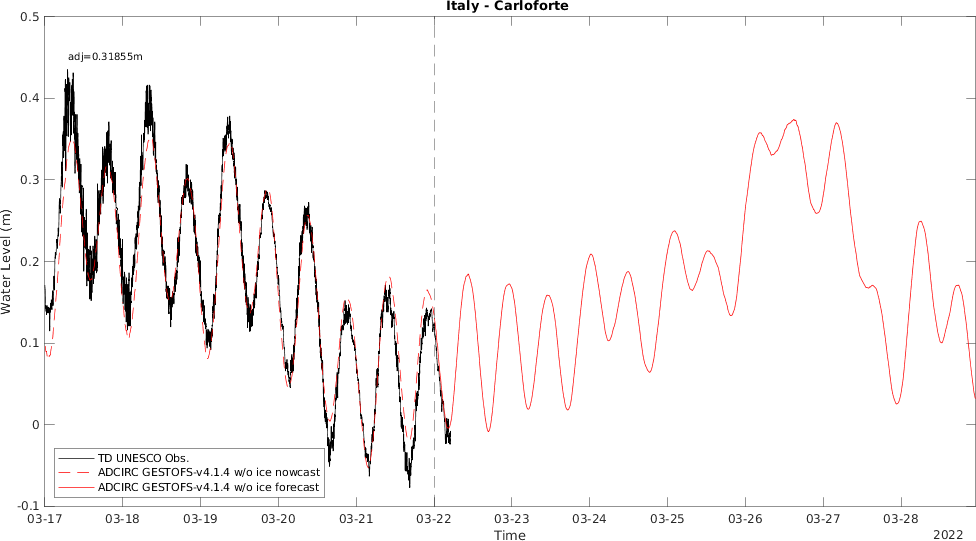 Italy - Carloforte
adj=0.31855m
Water Level (m)
0.5
0.4
0.3
0.2
0.1
0
-0.1
TD UNESCO Obs.
ADCIRC GESTOFS-v4.1.4 w/o ice nowcast
ADCIRC GESTOFS-v4.1.4 w/o ice forecast
03-17 03-18 03-19 03-20 03-21 03-22 03-23 03-24 03-25 03-26 03-27 03-28
Time
2022